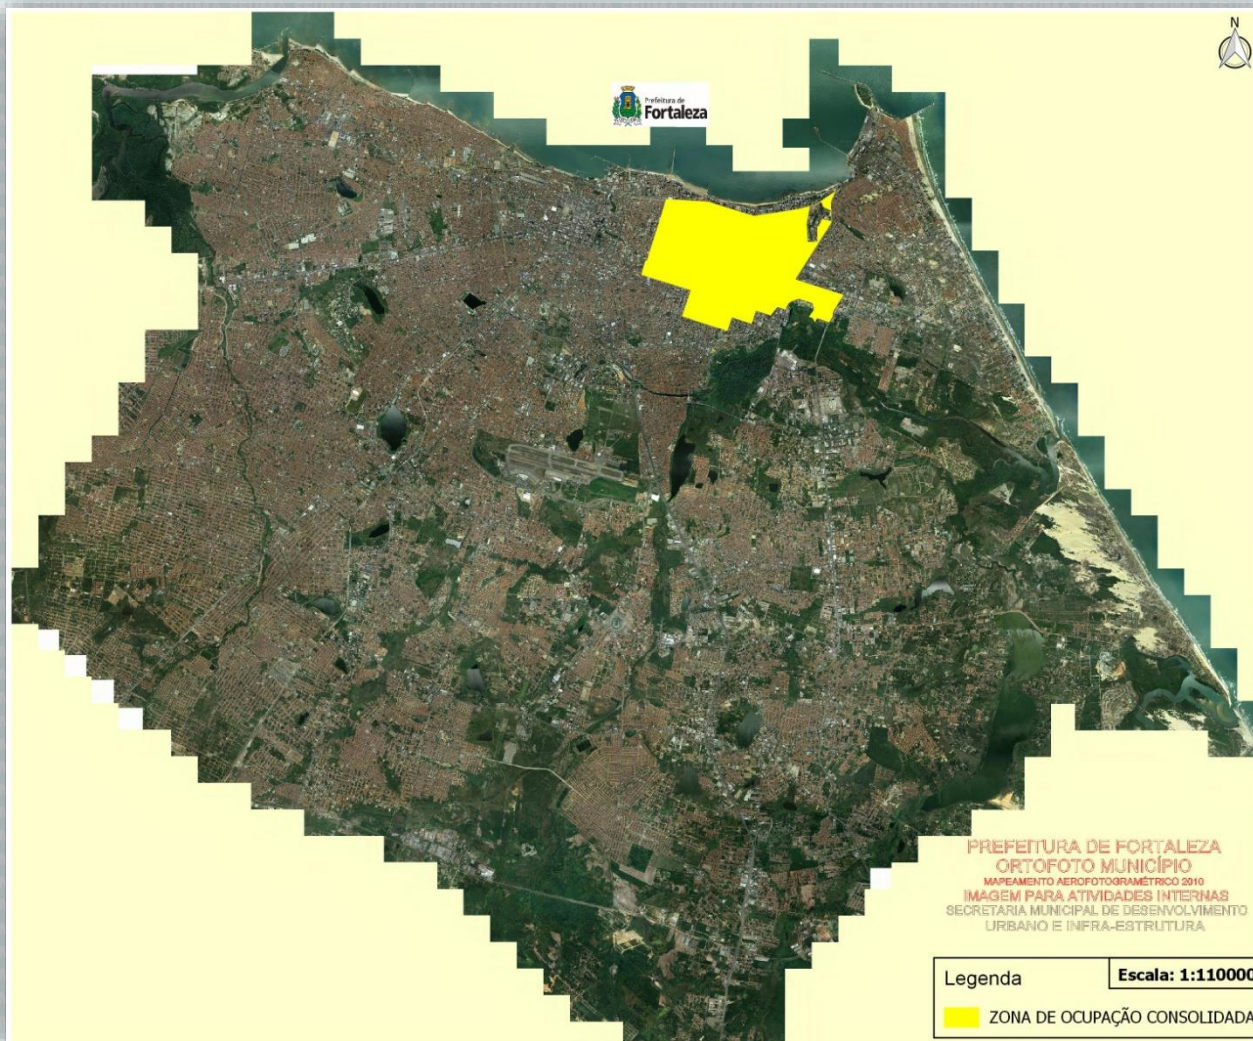 N
Prefeitura de
Fortaleza
PREFEITURA DE FORTALEZA
ORTOFOTO MUNICÍPIO
MAPEAMENTO AEROFOTOGRAMÉTRICO 2010
IMAGEM PARA ATIVIDADES INTERNAS
SECRETARIA MUNICIPAL DE DESENVOLVIMENTO
URBANO E INFRA-ESTRUTURA
Legenda
Escala: 1:110000
ZONA DE OCUPAÇÃO CONSOLIDADA